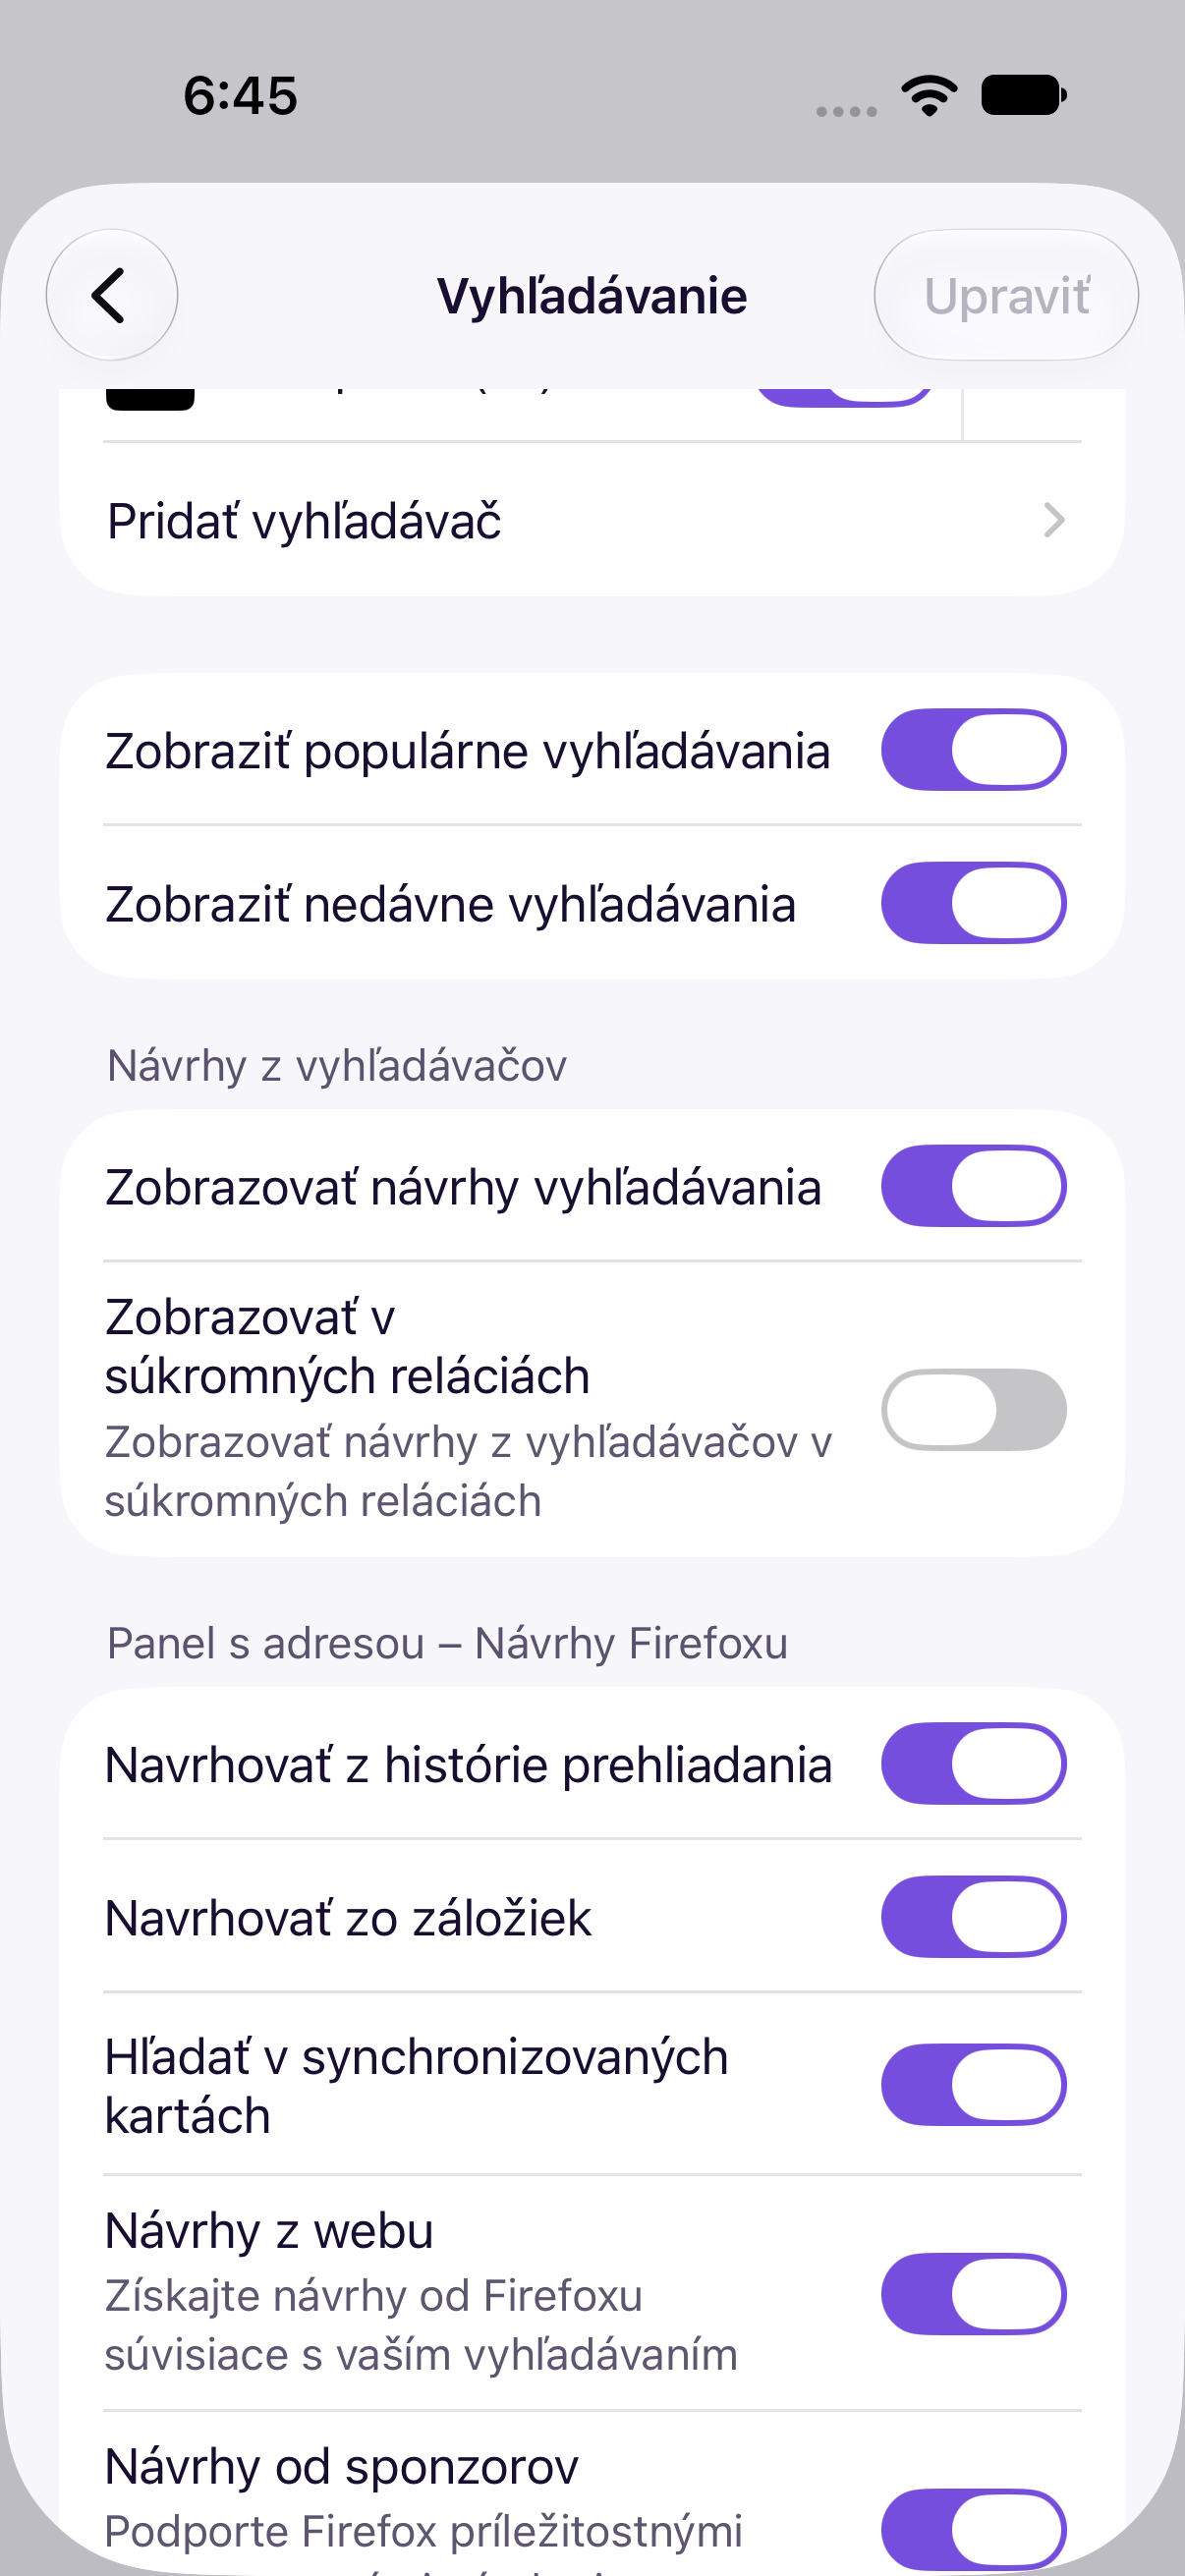 6:45
Vyhľadávanie
Upraviť
Pridať vyhľadávač
Zobraziť populárne vyhľadávania
Zobraziť nedávne vyhľadávania
Návrhy z vyhľadávačov
Zobrazovať návrhy vyhľadávania
Zobrazovať v
súkromných reláciách
Zobrazovať návrhy z vyhľadávačov v
súkromných reláciách
Panel s adresou – Návrhy Firefoxu
Navrhovať z histórie prehliadania
Navrhovať zo záložiek
Hľadať v synchronizovaných
kartách
Návrhy z webu
Získajte návrhy od Firefoxu
súvisiace s vaším vyhľadávaním
Návrhy od sponzorov
Podporte Firefox príležitostnými